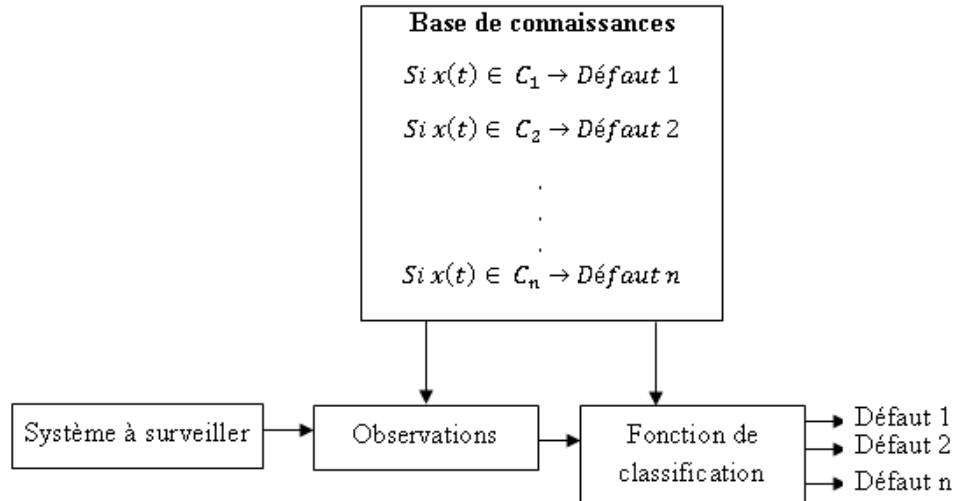 Base de connaissances
Si x(t) ∈ C₁ → Défaut 1
Si x(t) ∈ C₂ → Défaut 2
.
.
.
Si x(t) ∈ Cₙ → Défaut n
Système à surveiller
Observations
Fonction de
classification
Défaut 1
Défaut 2
Défaut n